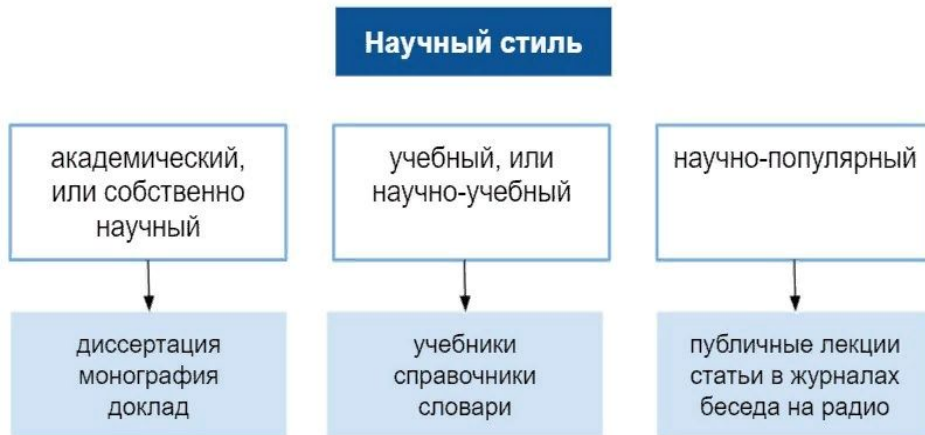 Научный стиль
академический,
или собственно
научный
учебный, или
научно-учебный
научно-популярный
диссертация
монография
доклад
учебники
справочники
словари
публичные лекции
статьи в журналах
беседа на радио